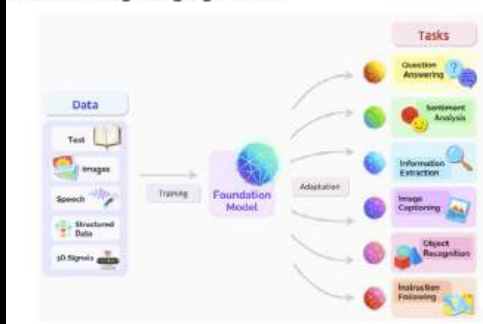 Data
Text
Images
Speech
Structured
Data
3D Signals
Training
Foundation
Model
Adaptation
Tasks
Question
Answering
Sentiment
Analysis
Information
Extraction
Image
Captioning
Object
Recognition
Instruction
Following